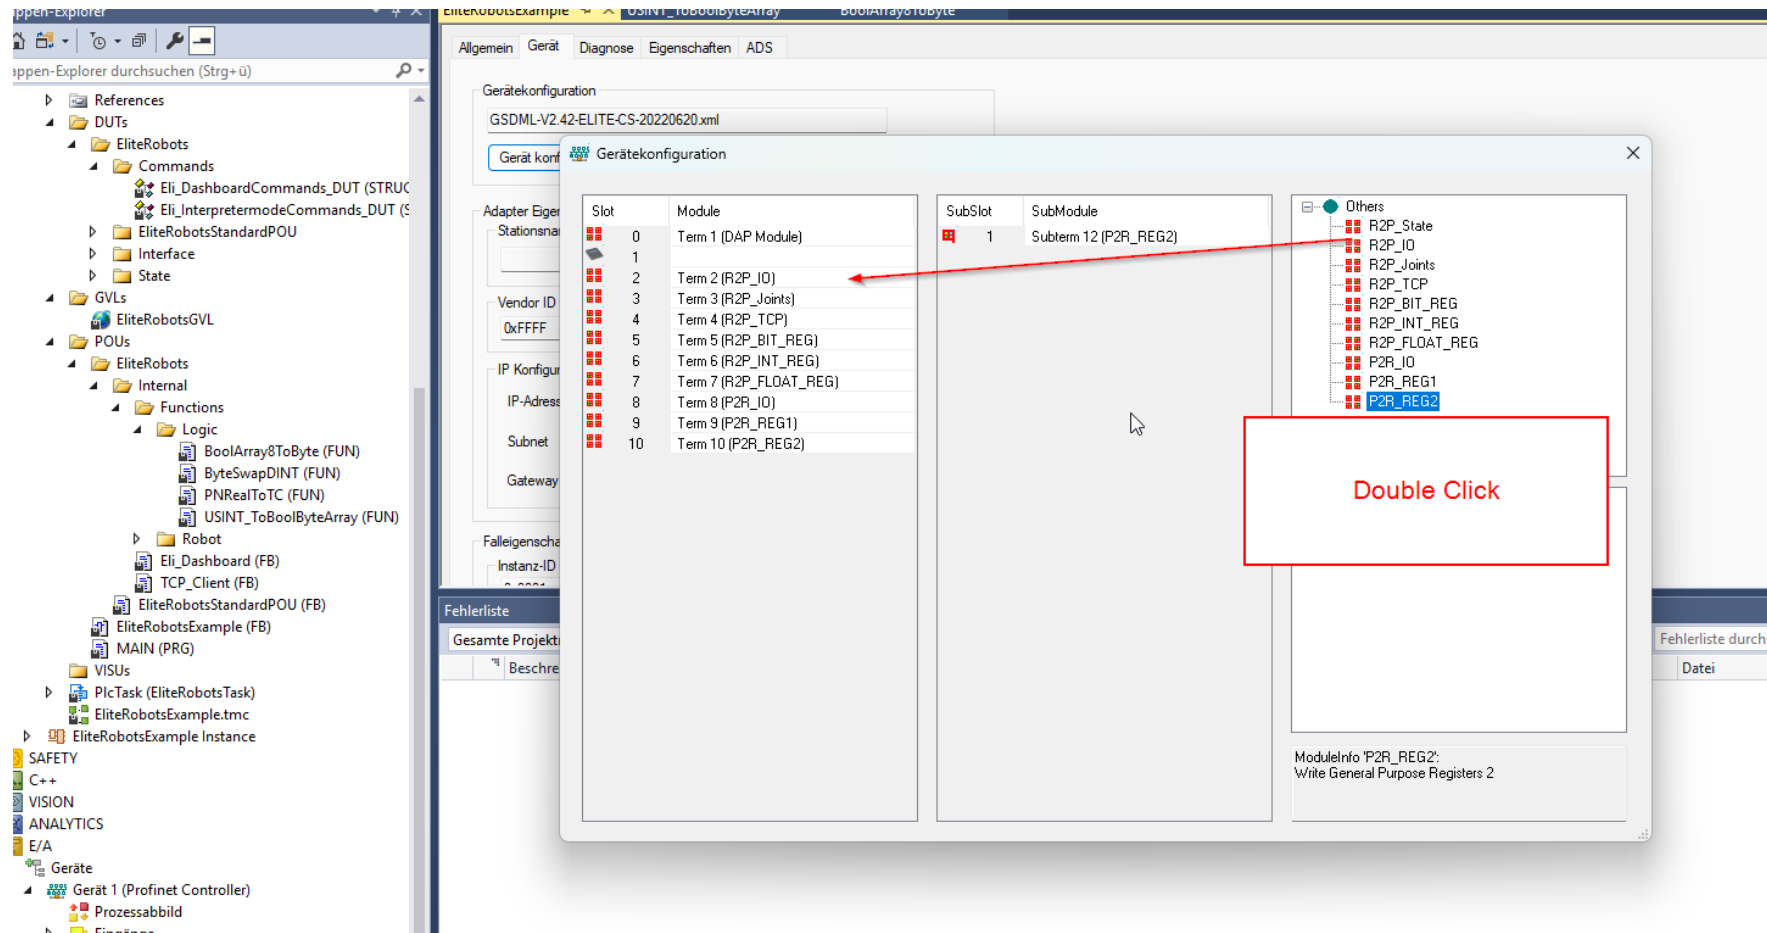 EliteRobotsExample
USINT_ToBoolByteArray
BoolArray8ToByte
Allgemein Gerät Diagnose Eigenschaften ADS
References
DUTs
EliteRobots
Commands
Eli_DashboardCommands_DUT (STRUC
Eli_InterpretermodeCommands_DUT (S
EliteRobotsStandardPOU
Interface
State
GVLs
EliteRobotsGVL
POUs
EliteRobots
Internal
Functions
Logic
BoolArray8ToByte (FUN)
ByteSwapDINT (FUN)
PNRealToTC (FUN)
USINT_ToBoolByteArray (FUN)
Robot
Eli_Dashboard (FB)
TCP_Client (FB)
EliteRobotsStandardPOU (FB)
EliteRobotsExample (FB)
MAIN (PRG)
VISUs
PlcTask (EliteRobotsTask)
EliteRobotsExample.tmc
EliteRobotsExample Instance
SAFETY
C++
VISION
ANALYTICS
E/A
Geräte
Gerät 1 (Profinet Controller)
Prozessabbild
Gerätekonfiguration
GSDML-V2.42-ELITE-CS-20220620.xml
Gerät konf
Adapter Eiger
Stationsna
Vendor ID
0xFFFF
IP Konfigur
IP-Adress
Subnet
Gateway
Falleigenscha
Instanz-ID
Gerätekonfiguration
Slot Module
0 Term 1 (DAP Module)
1
2 Term 2 (R2P_IO)
3 Term 3 (R2P_Joints)
4 Term 4 (R2P_TCP)
5 Term 5 (R2P_BIT_REG)
6 Term 6 (R2P_INT_REG)
7 Term 7 (R2P_FLOAT_REG)
8 Term 8 (P2R_IO)
9 Term 9 (P2R_REG1)
10 Term 10 (P2R_REG2)
SubSlot SubModule
1 Subterm 12 (P2R_REG2)
Others
R2P_State
R2P_IO
R2P_Joints
R2P_TCP
R2P_BIT_REG
R2P_INT_REG
R2P_FLOAT_REG
P2R_IO
P2R_REG1
P2R_REG2
Double Click
ModuleInfo 'P2R_REG2':
Write General Purpose Registers 2
Fehlerliste
Gesamte Projekt
Fehlerliste durch
Beschre
Datei